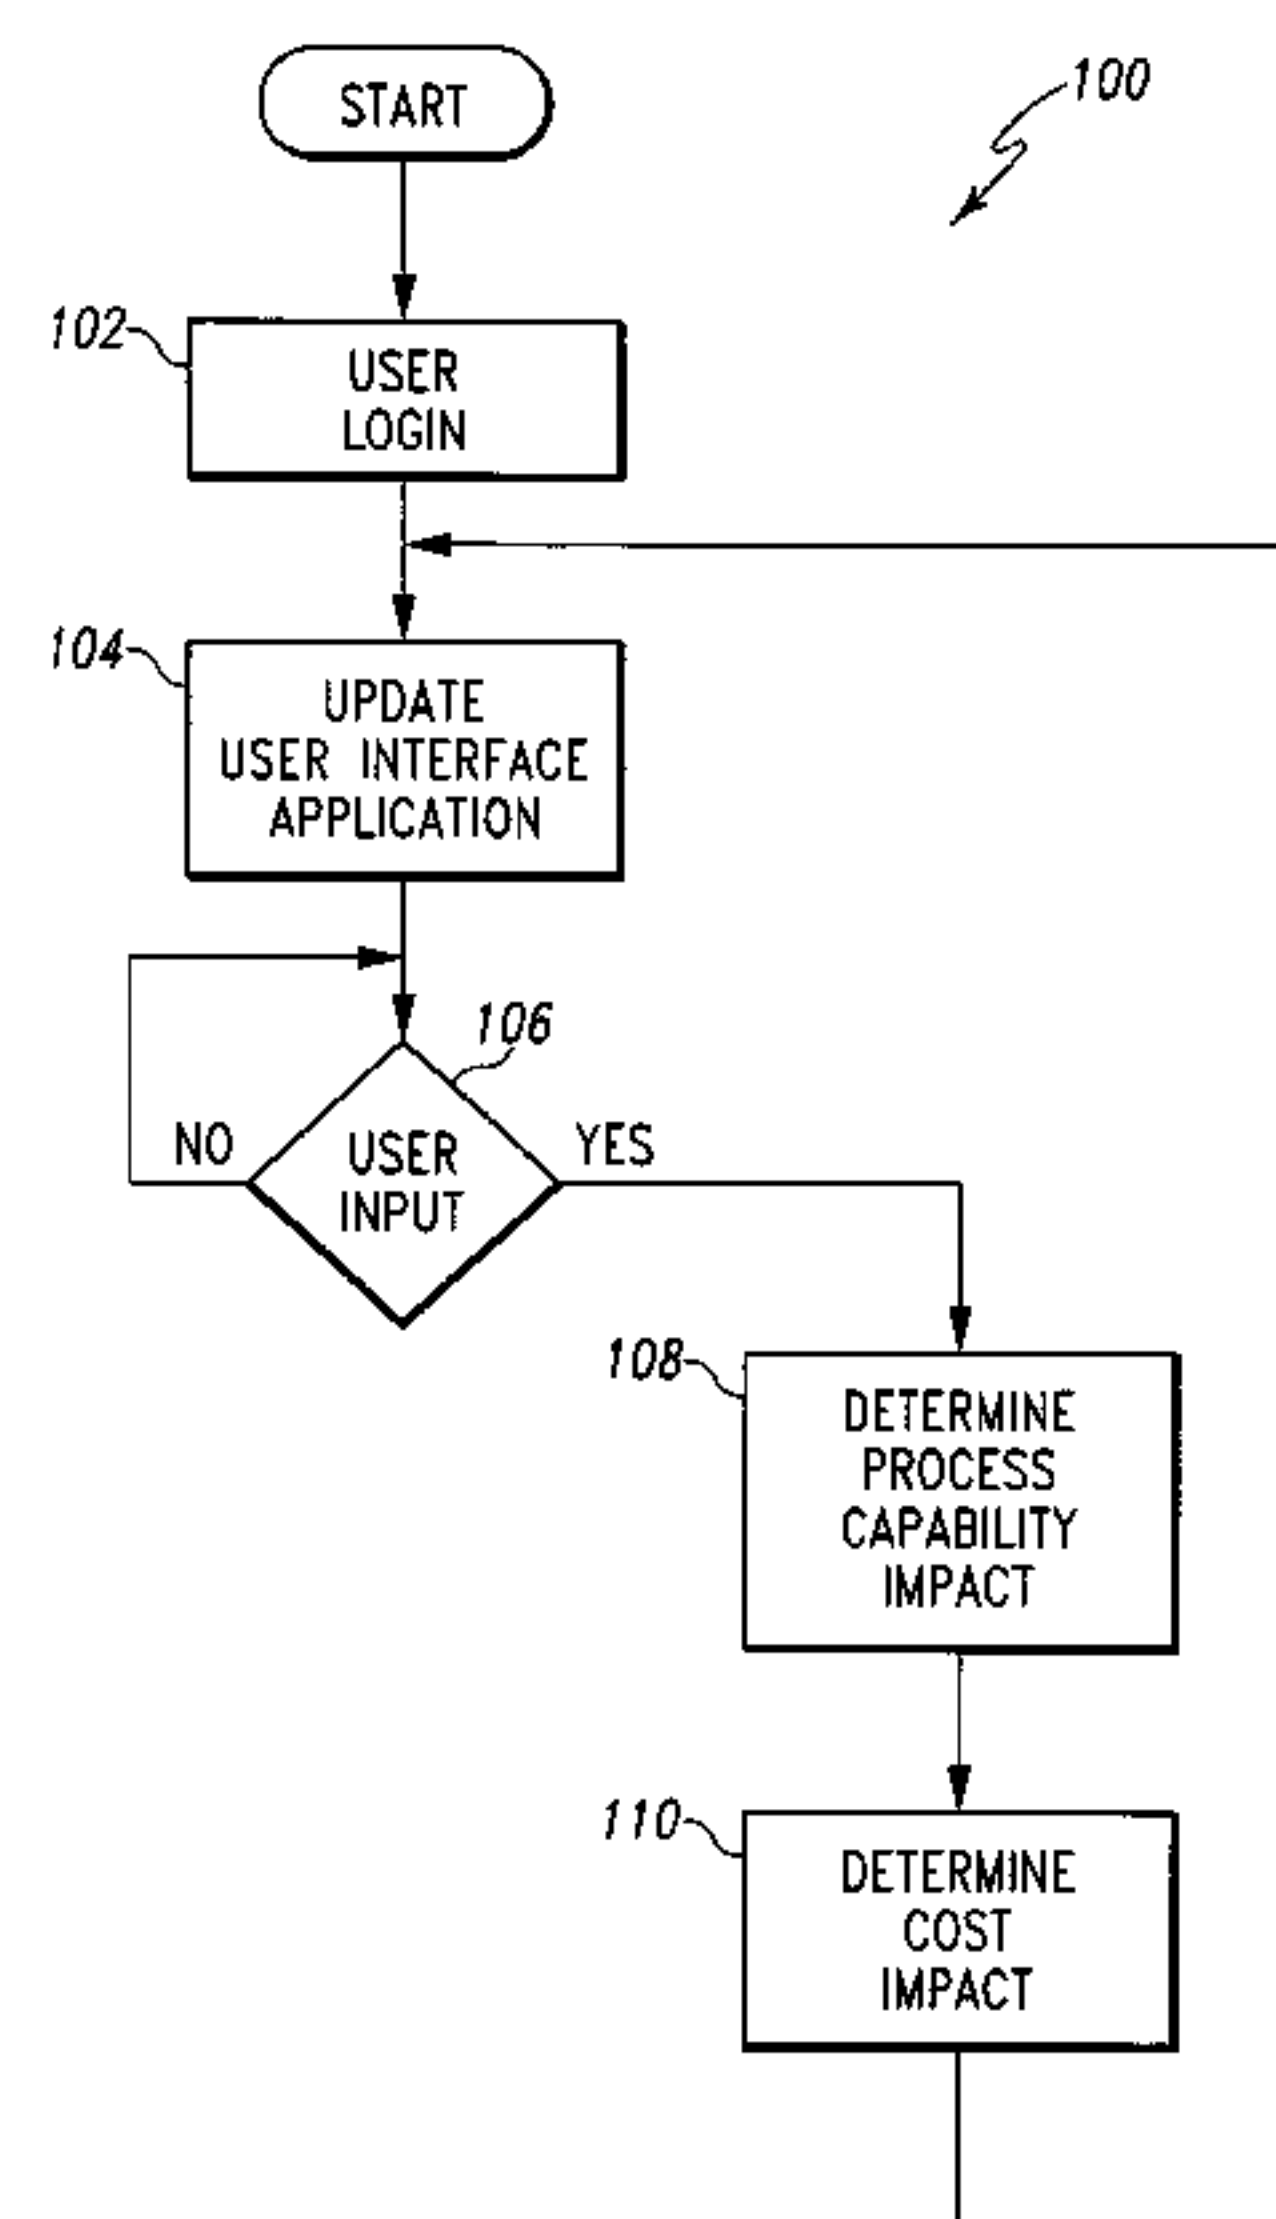 START
100
102
USER
LOGIN
104
UPDATE
USER INTERFACE
APPLICATION
106
NO
USER
INPUT
YES
108
DETERMINE
PROCESS
CAPABILITY
IMPACT
110
DETERMINE
COST
IMPACT